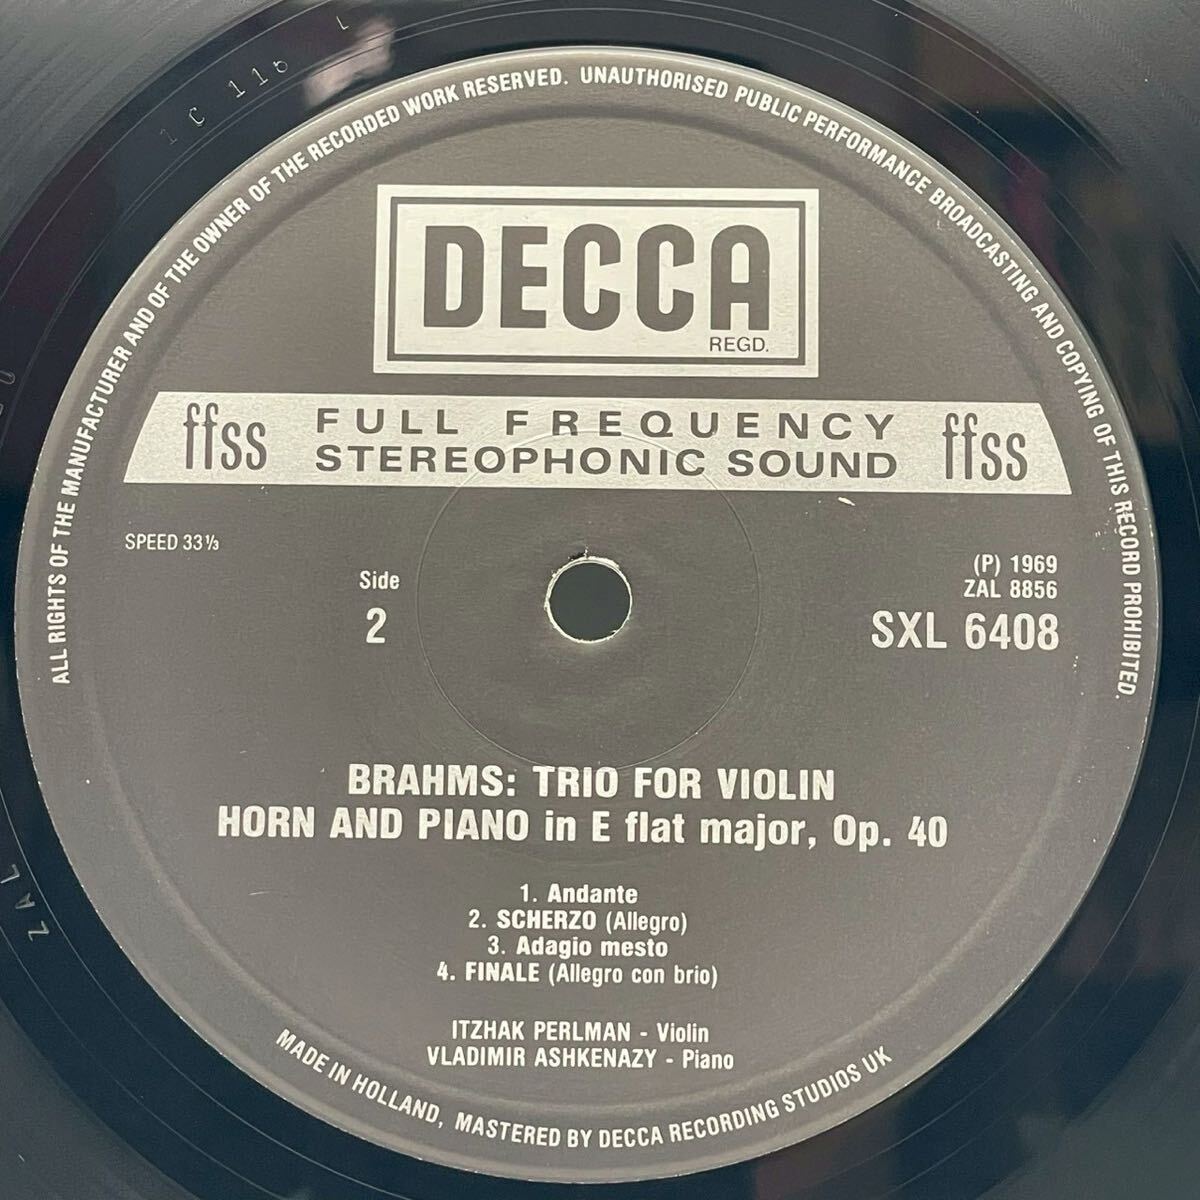 ALL RIGHTS OF THE MANUFACTURER AND OF THE OWNER OF THE RECORDED WORK RESERVED. UNAUTHORISED PUBLIC PERFORMANCE BROADCASTING AND COPYING OF THIS RECORD PROHIBITED.
DECCA
REGD.
ffss FULL FREQUENCY ffss
STEREOPHONIC SOUND
SPEED 33⅓
Side
2
(P) 1969
ZAL 8856
SXL 6408
BRAHMS: TRIO FOR VIOLIN
HORN AND PIANO in E flat major, Op. 40
1. Andante
2. SCHERZO (Allegro)
3. Adagio mesto
4. FINALE (Allegro con brio)
ITZHAK PERLMAN - Violin
VLADIMIR ASHKENAZY - Piano
MADE IN HOLLAND, MASTERED BY DECCA RECORDING STUDIOS UK
1 C 116 1
ZAL